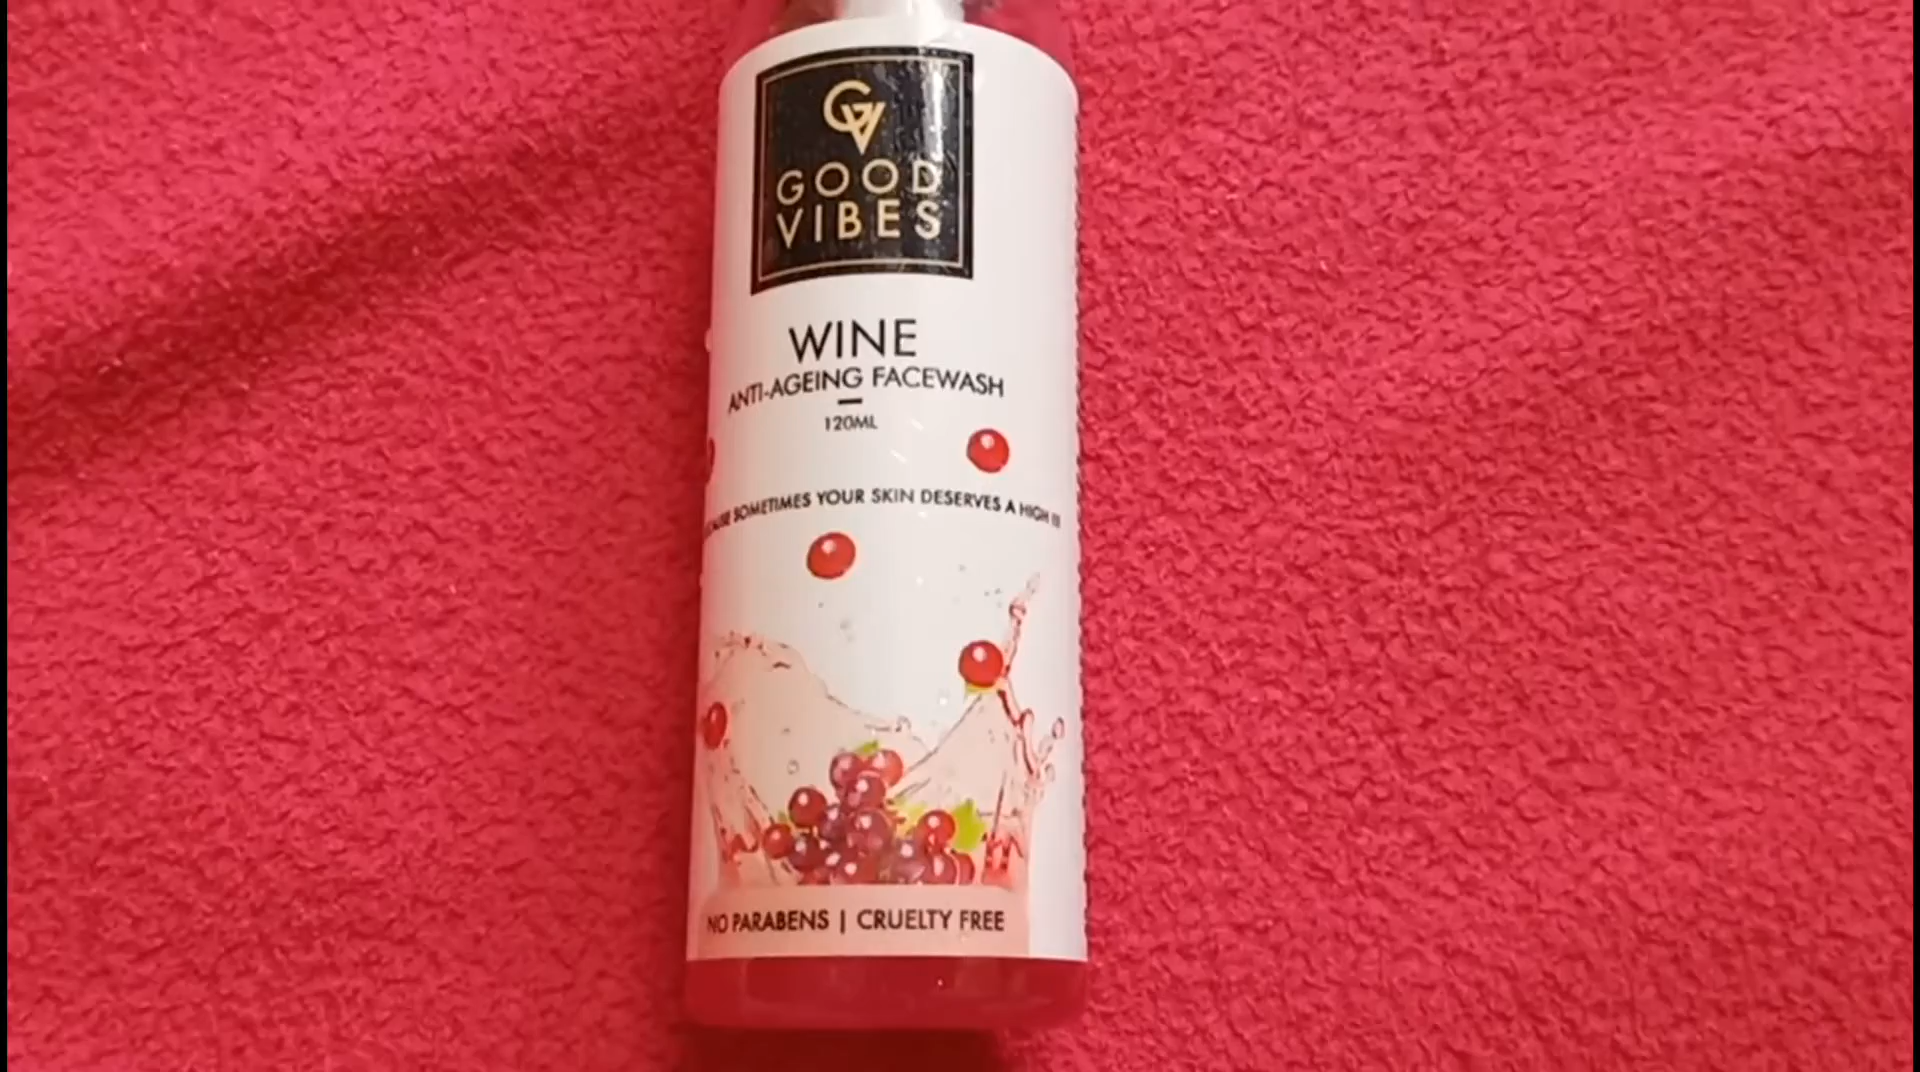 GV
GOOD
VIBES
WINE
ANTI-AGEING FACEWASH
120ML
SOMETIMES YOUR SKIN DESERVES A HIGH
NO PARABENS | CRUELTY FREE